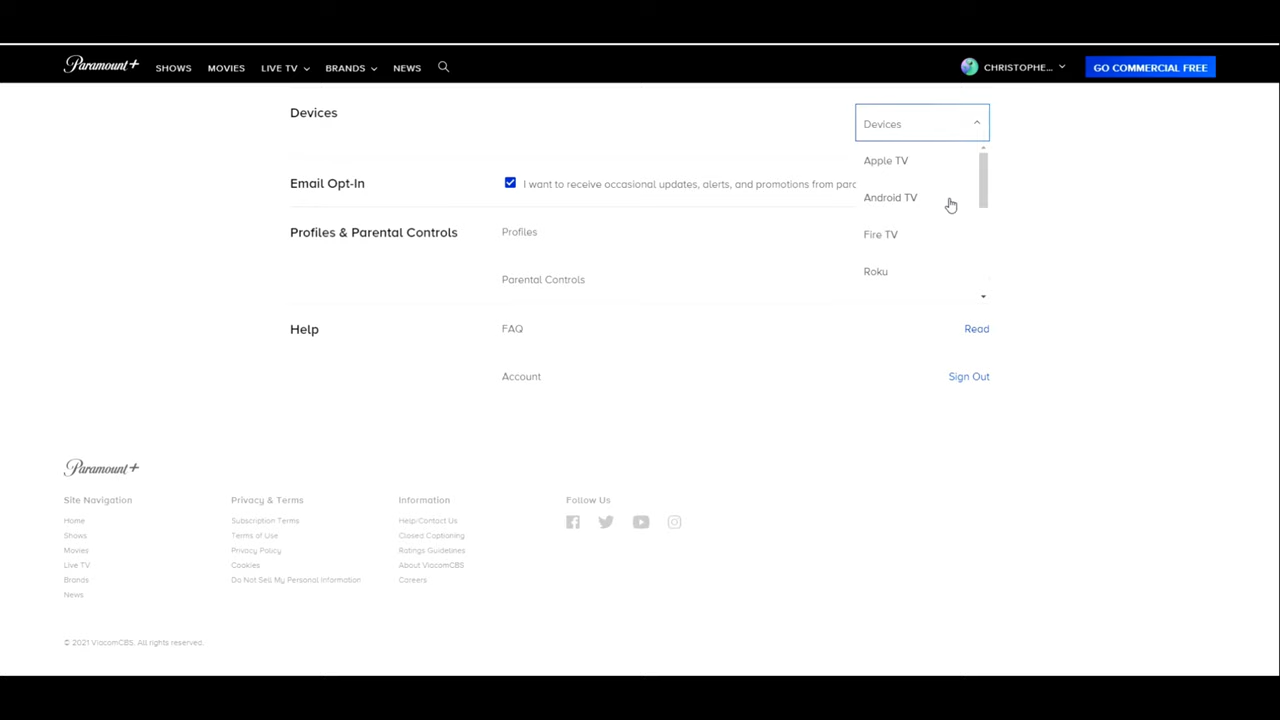 Paramount+ SHOWS MOVIES LIVE TV BRANDS NEWS CHRISTOPHE... GO COMMERCIAL FREE
Devices
Devices
Apple TV
Android TV
Fire TV
Roku
Email Opt-In
I want to receive occasional updates, alerts, and promotions from
Profiles & Parental Controls
Profiles
Parental Controls
Help
FAQ Read
Account Sign Out
Paramount+
Site Navigation
Home
Shows
Movies
Live TV
Brands
News
Privacy & Terms
Subscription Terms
Terms of Use
Privacy Policy
Cookies
Do Not Sell My Personal Information
Information
Help/Contact Us
Closed Captioning
Ratings Guidelines
About ViacomCBS
Careers
Follow Us
© 2021 ViacomCBS. All rights reserved.